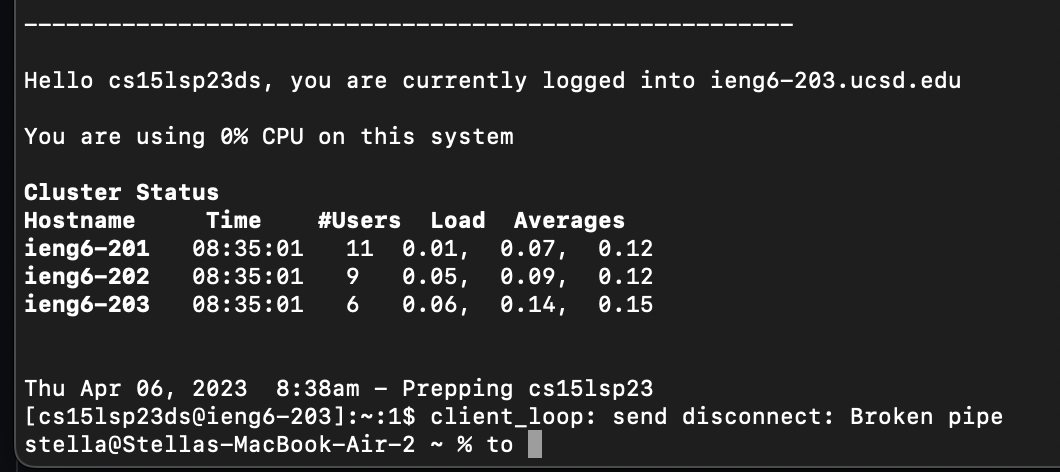 -------------------------------------------------------
Hello cs15lsp23ds, you are currently logged into ieng6-203.ucsd.edu
You are using 0% CPU on this system
Cluster Status
Hostname     Time    #Users  Load  Averages
ieng6-201   08:35:01   11  0.01,  0.07,  0.12
ieng6-202   08:35:01   9   0.05,  0.09,  0.12
ieng6-203   08:35:01   6   0.06,  0.14,  0.15
Thu Apr 06, 2023  8:38am - Prepping cs15lsp23
[cs15lsp23ds@ieng6-203]:~:1$ client_loop: send disconnect: Broken pipe
stella@Stellas-MacBook-Air-2 ~ % to